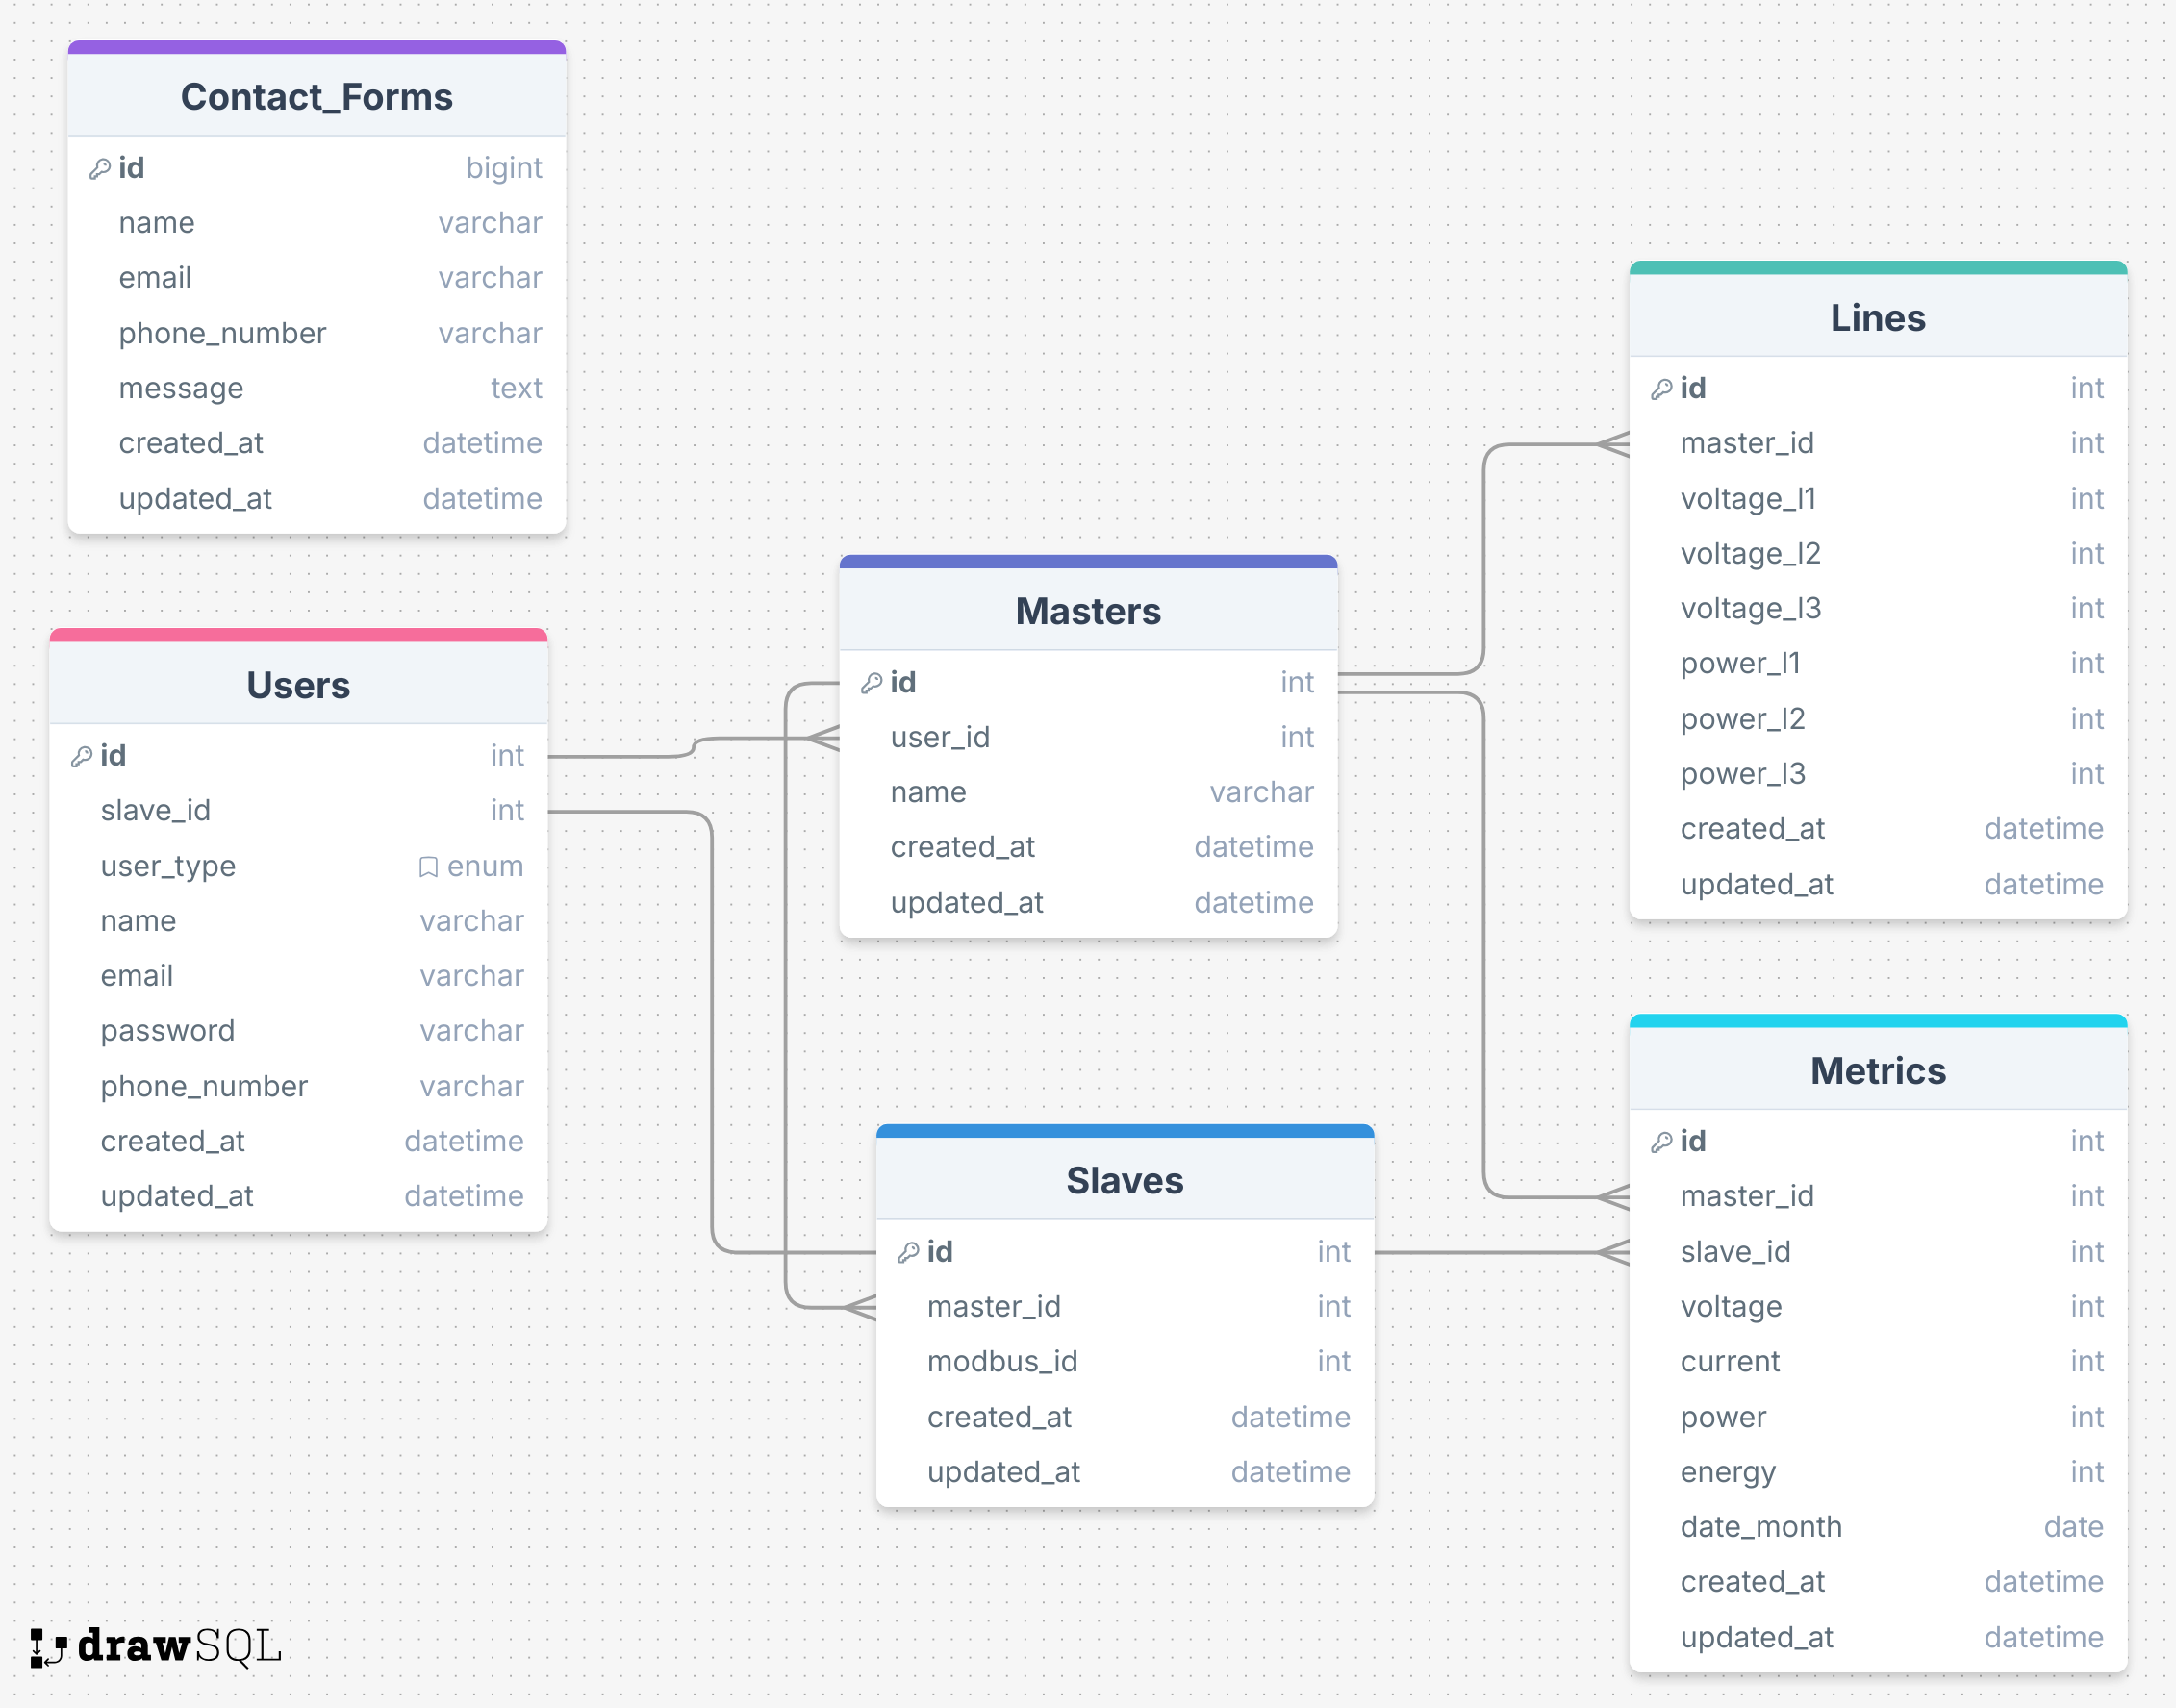 Contact_Forms
id bigint
name varchar
email varchar
phone_number varchar
message text
created_at datetime
updated_at datetime
Users
id int
slave_id int
user_type enum
name varchar
email varchar
password varchar
phone_number varchar
created_at datetime
updated_at datetime
Masters
id int
user_id int
name varchar
created_at datetime
updated_at datetime
Slaves
id int
master_id int
modbus_id int
created_at datetime
updated_at datetime
Lines
id int
master_id int
voltage_l1 int
voltage_l2 int
voltage_l3 int
power_l1 int
power_l2 int
power_l3 int
created_at datetime
updated_at datetime
Metrics
id int
master_id int
slave_id int
voltage int
current int
power int
energy int
date_month date
created_at datetime
updated_at datetime
drawSQL